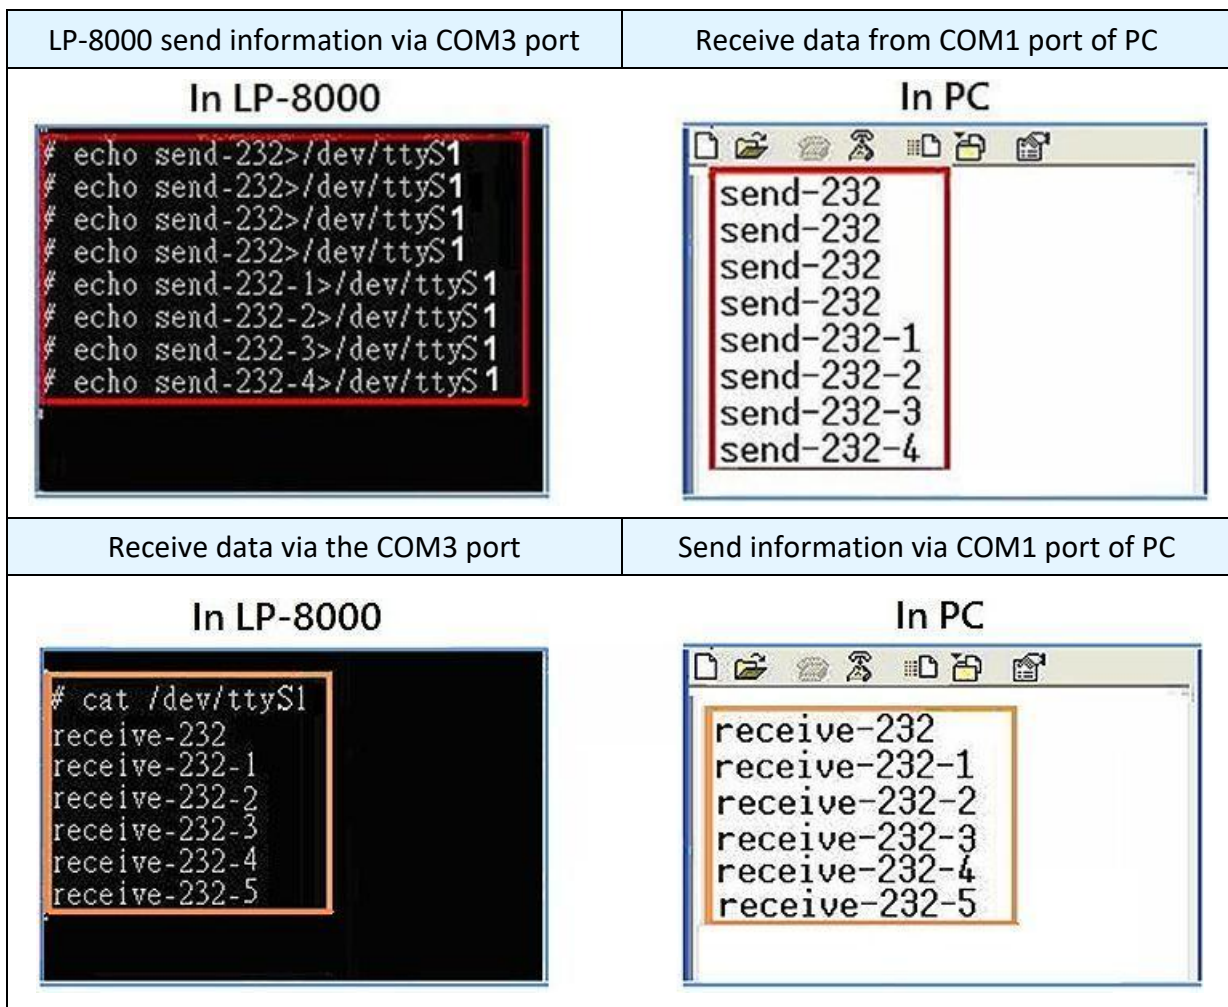 LP-8000 send information via COM3 port
Receive data from COM1 port of PC
In LP-8000
# echo send-232>/dev/ttyS1
# echo send-232>/dev/ttyS1
# echo send-232>/dev/ttyS1
# echo send-232>/dev/ttyS1
# echo send-232-1>/dev/ttyS1
# echo send-232-2>/dev/ttyS1
# echo send-232-3>/dev/ttyS1
# echo send-232-4>/dev/ttyS1
In PC
send-232
send-232
send-232
send-232
send-232-1
send-232-2
send-232-3
send-232-4
Receive data via the COM3 port
Send information via COM1 port of PC
In LP-8000
# cat /dev/ttyS1
receive-232
receive-232-1
receive-232-2
receive-232-3
receive-232-4
receive-232-5
In PC
receive-232
receive-232-1
receive-232-2
receive-232-3
receive-232-4
receive-232-5